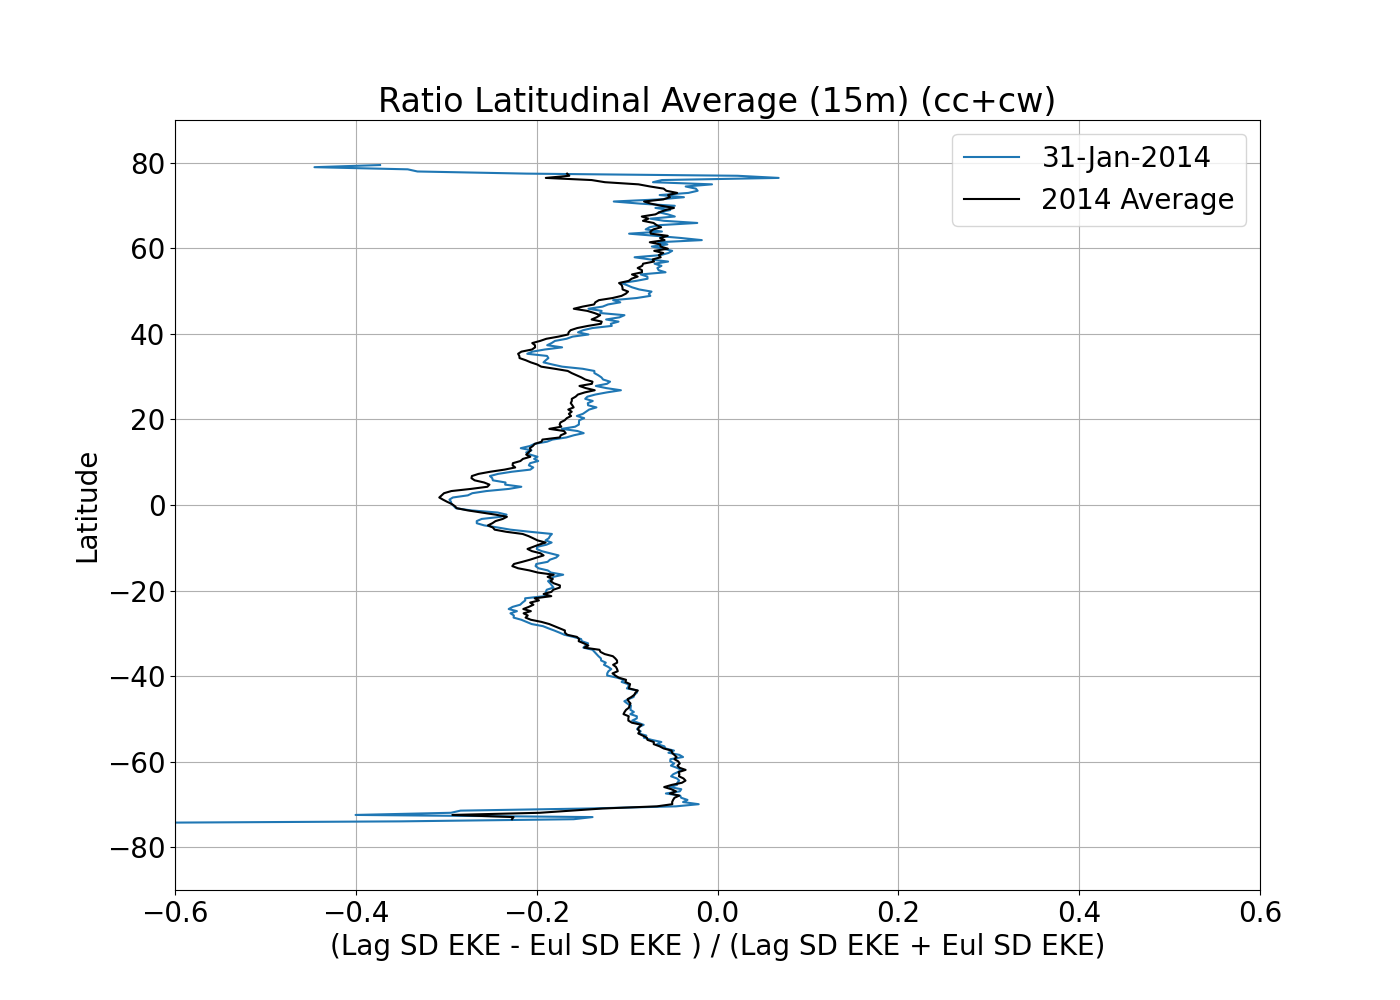 Ratio Latitudinal Average (15m) (cc+cw)
31-Jan-2014
2014 Average
80
60
40
20
0
−20
−40
−60
−80
Latitude
−0.6 −0.4 −0.2 0.0 0.2 0.4 0.6
(Lag SD EKE - Eul SD EKE ) / (Lag SD EKE + Eul SD EKE)